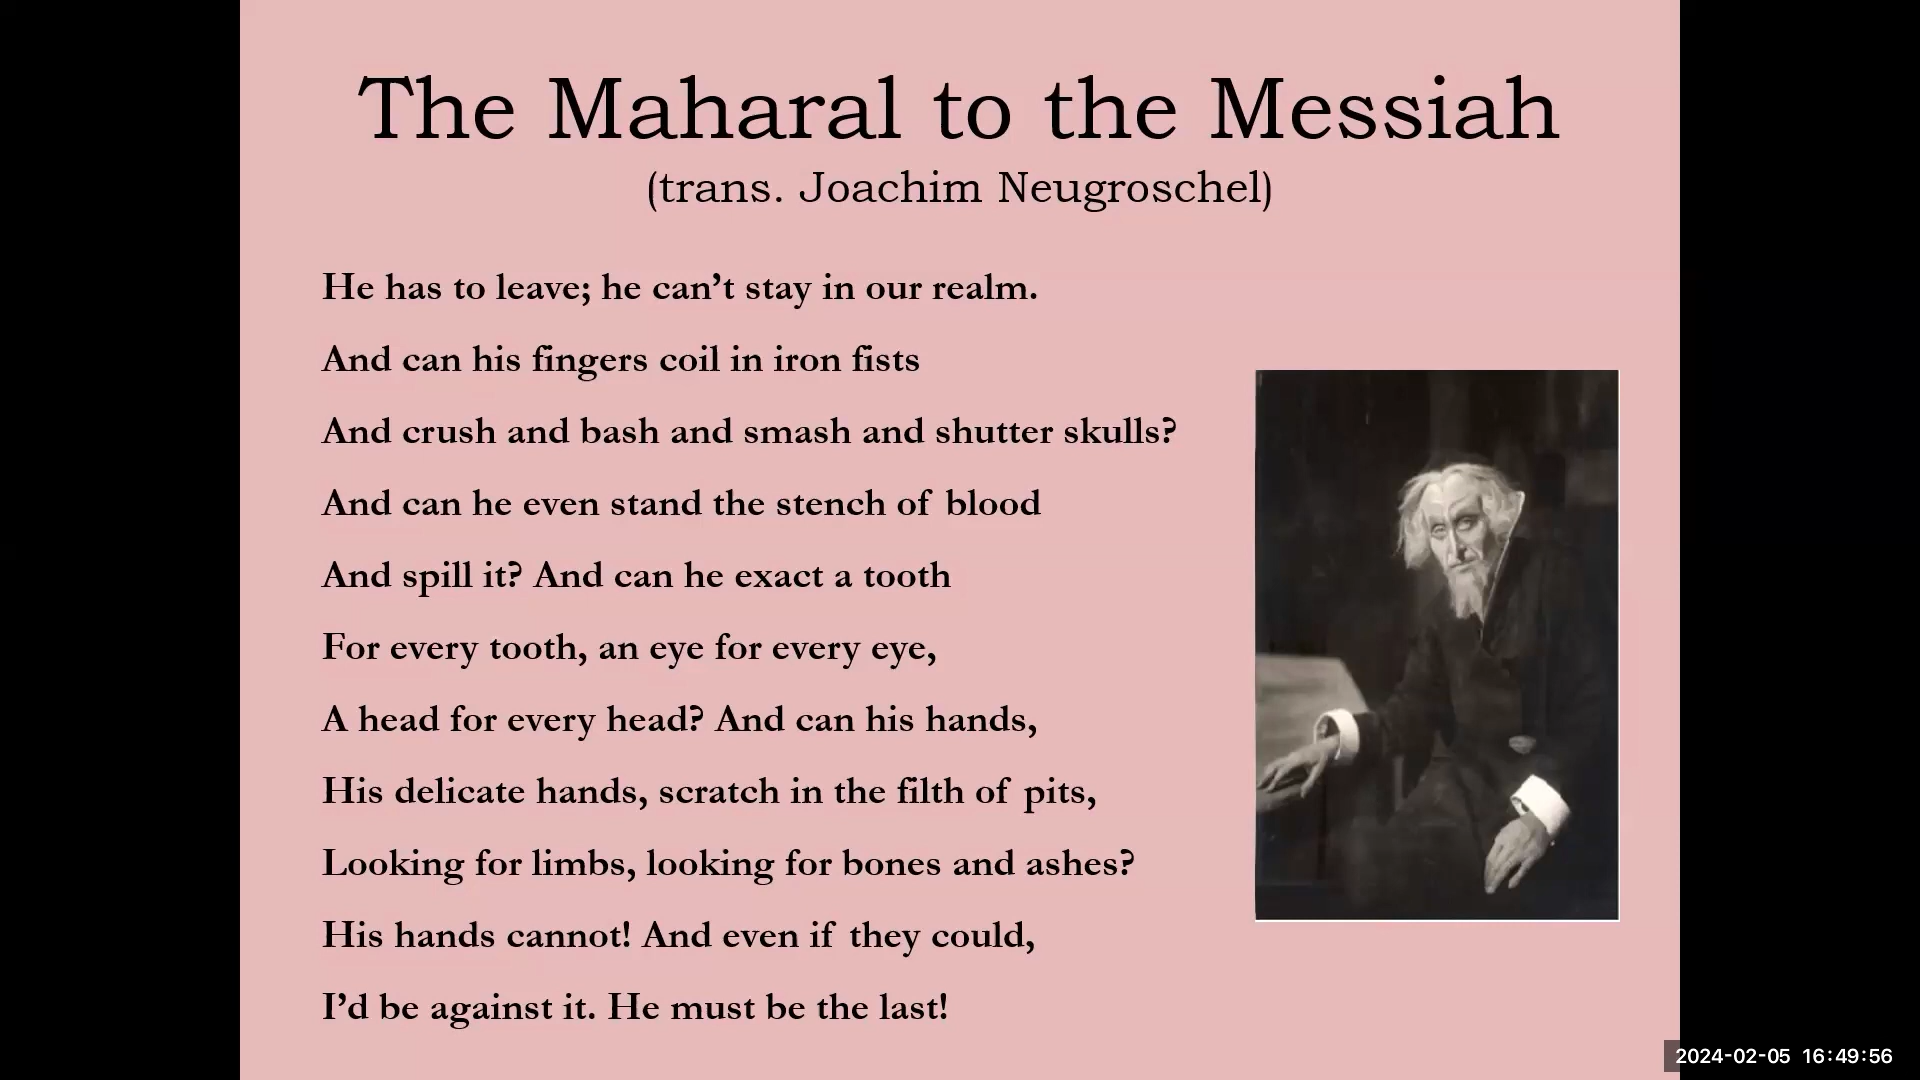 The Maharal to the Messiah
(trans. Joachim Neugroschel)
He has to leave; he can’t stay in our realm.
And can his fingers coil in iron fists
And crush and bash and smash and shutter skulls?
And can he even stand the stench of blood
And spill it? And can he exact a tooth
For every tooth, an eye for every eye,
A head for every head? And can his hands,
His delicate hands, scratch in the filth of pits,
Looking for limbs, looking for bones and ashes?
His hands cannot! And even if they could,
I’d be against it. He must be the last!
2024-02-05 16:49:56